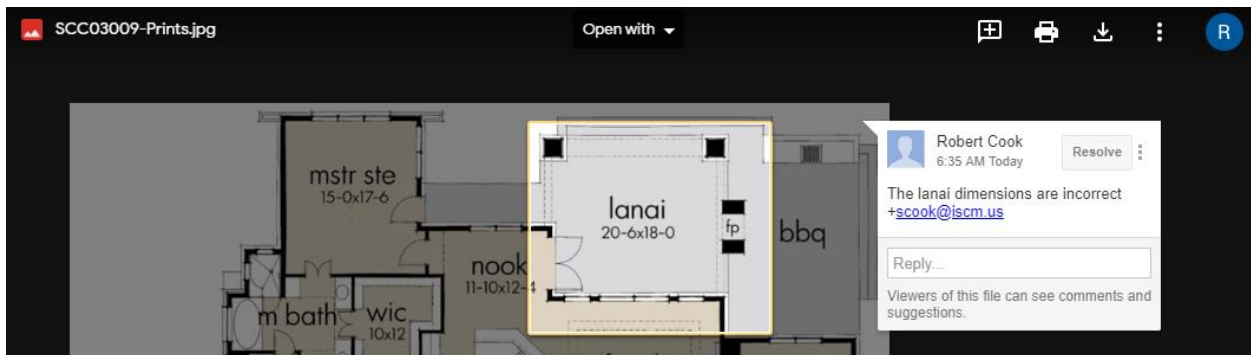 SCC03009-Prints.jpg
Open with
R
mstr ste
15-0x17-6
lanai
20-6x18-0
fp
bbq
nook
11-10x12-4
m bath
wic
10x12
Robert Cook
6:35 AM Today
Resolve
The lanai dimensions are incorrect
+scook@iscm.us
Reply...
Viewers of this file can see comments and
suggestions.